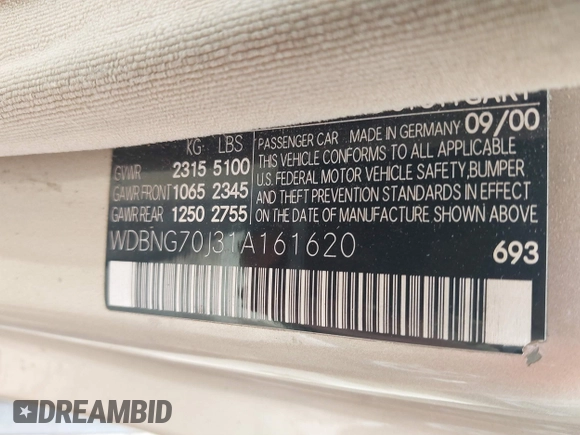 KG LBS
GVWR 2315 5100
GAWR FRONT 1065 2345
GAWR REAR 1250 2755
PASSENGER CAR MADE IN GERMANY 09/00
THIS VEHICLE CONFORMS TO ALL APPLICABLE
U.S. FEDERAL MOTOR VEHICLE SAFETY, BUMPER
AND THEFT PREVENTION STANDARDS IN EFFECT
ON DATE OF MANUFACTURE SHOWN ABOVE
WDBNG70J31A161620
693
DREAMBID